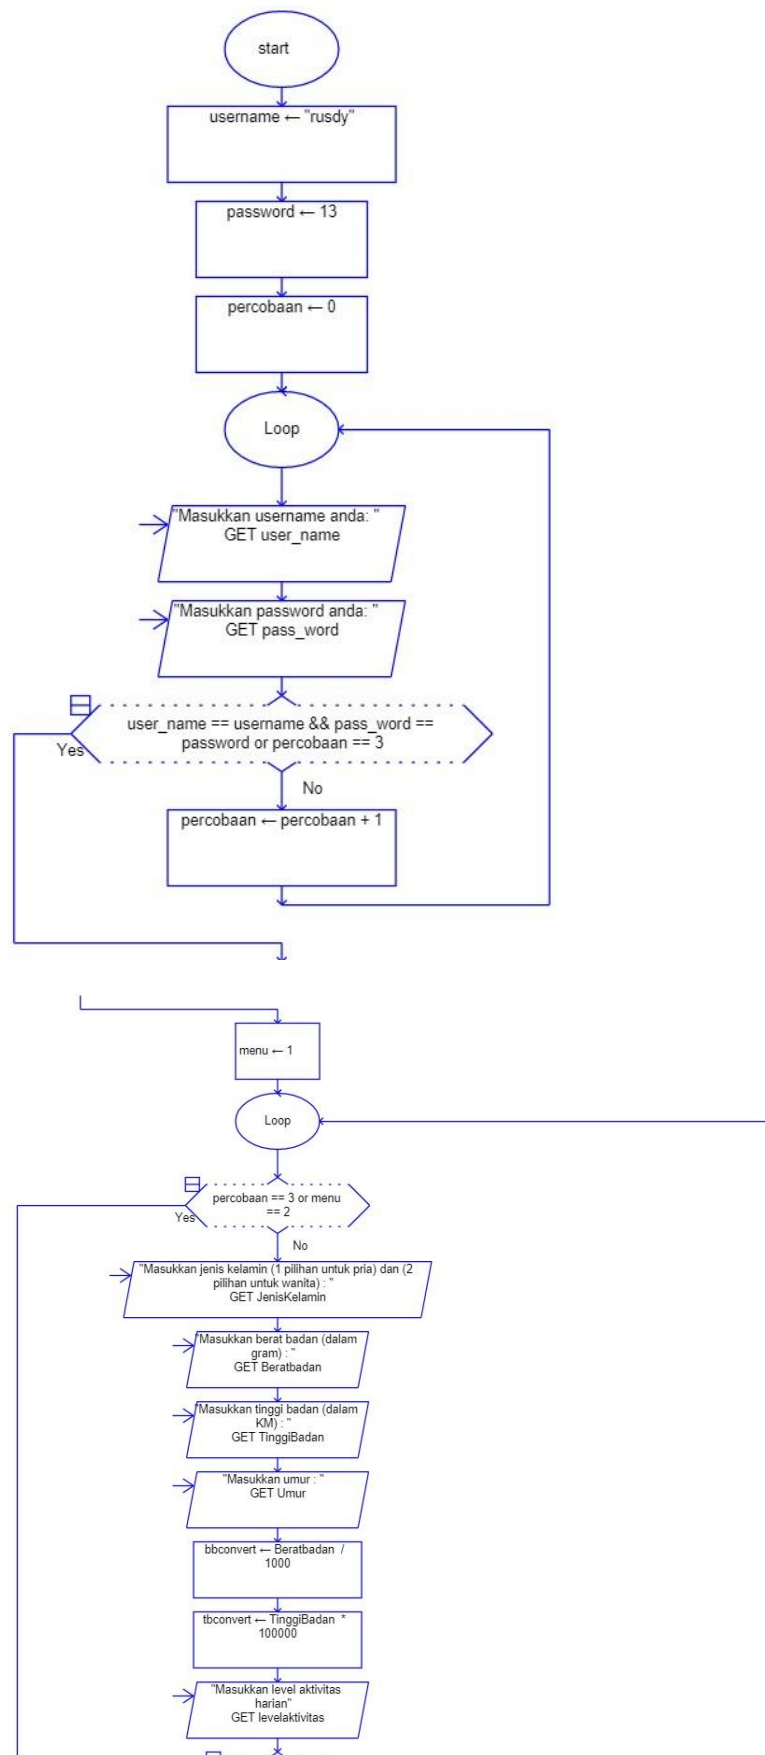 start
username ← "rusdy"
password ← 13
percobaan ← 0
Loop
"Masukkan username anda: "
GET user_name
"Masukkan password anda: "
GET pass_word
user_name == username && pass_word ==
password or percobaan == 3
Yes
No
percobaan ← percobaan + 1
menu ← 1
Loop
percobaan == 3 or menu
== 2
Yes
No
"Masukkan jenis kelamin (1 pilihan untuk pria) dan (2
pilihan untuk wanita) : "
GET JenisKelamin
"Masukkan berat badan (dalam
gram) : "
GET Beratbadan
"Masukkan tinggi badan (dalam
KM) : "
GET TinggiBadan
"Masukkan umur : "
GET Umur
bbconvert ← Beratbadan /
1000
tbconvert ← TinggiBadan *
100000
"Masukkan level aktivitas
harian"
GET levelaktivitas